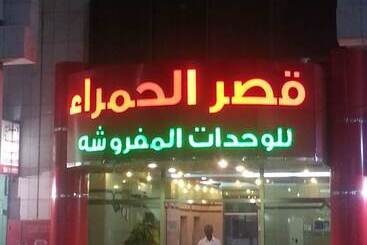 قصر الحمراء
للوحدات المفروشه